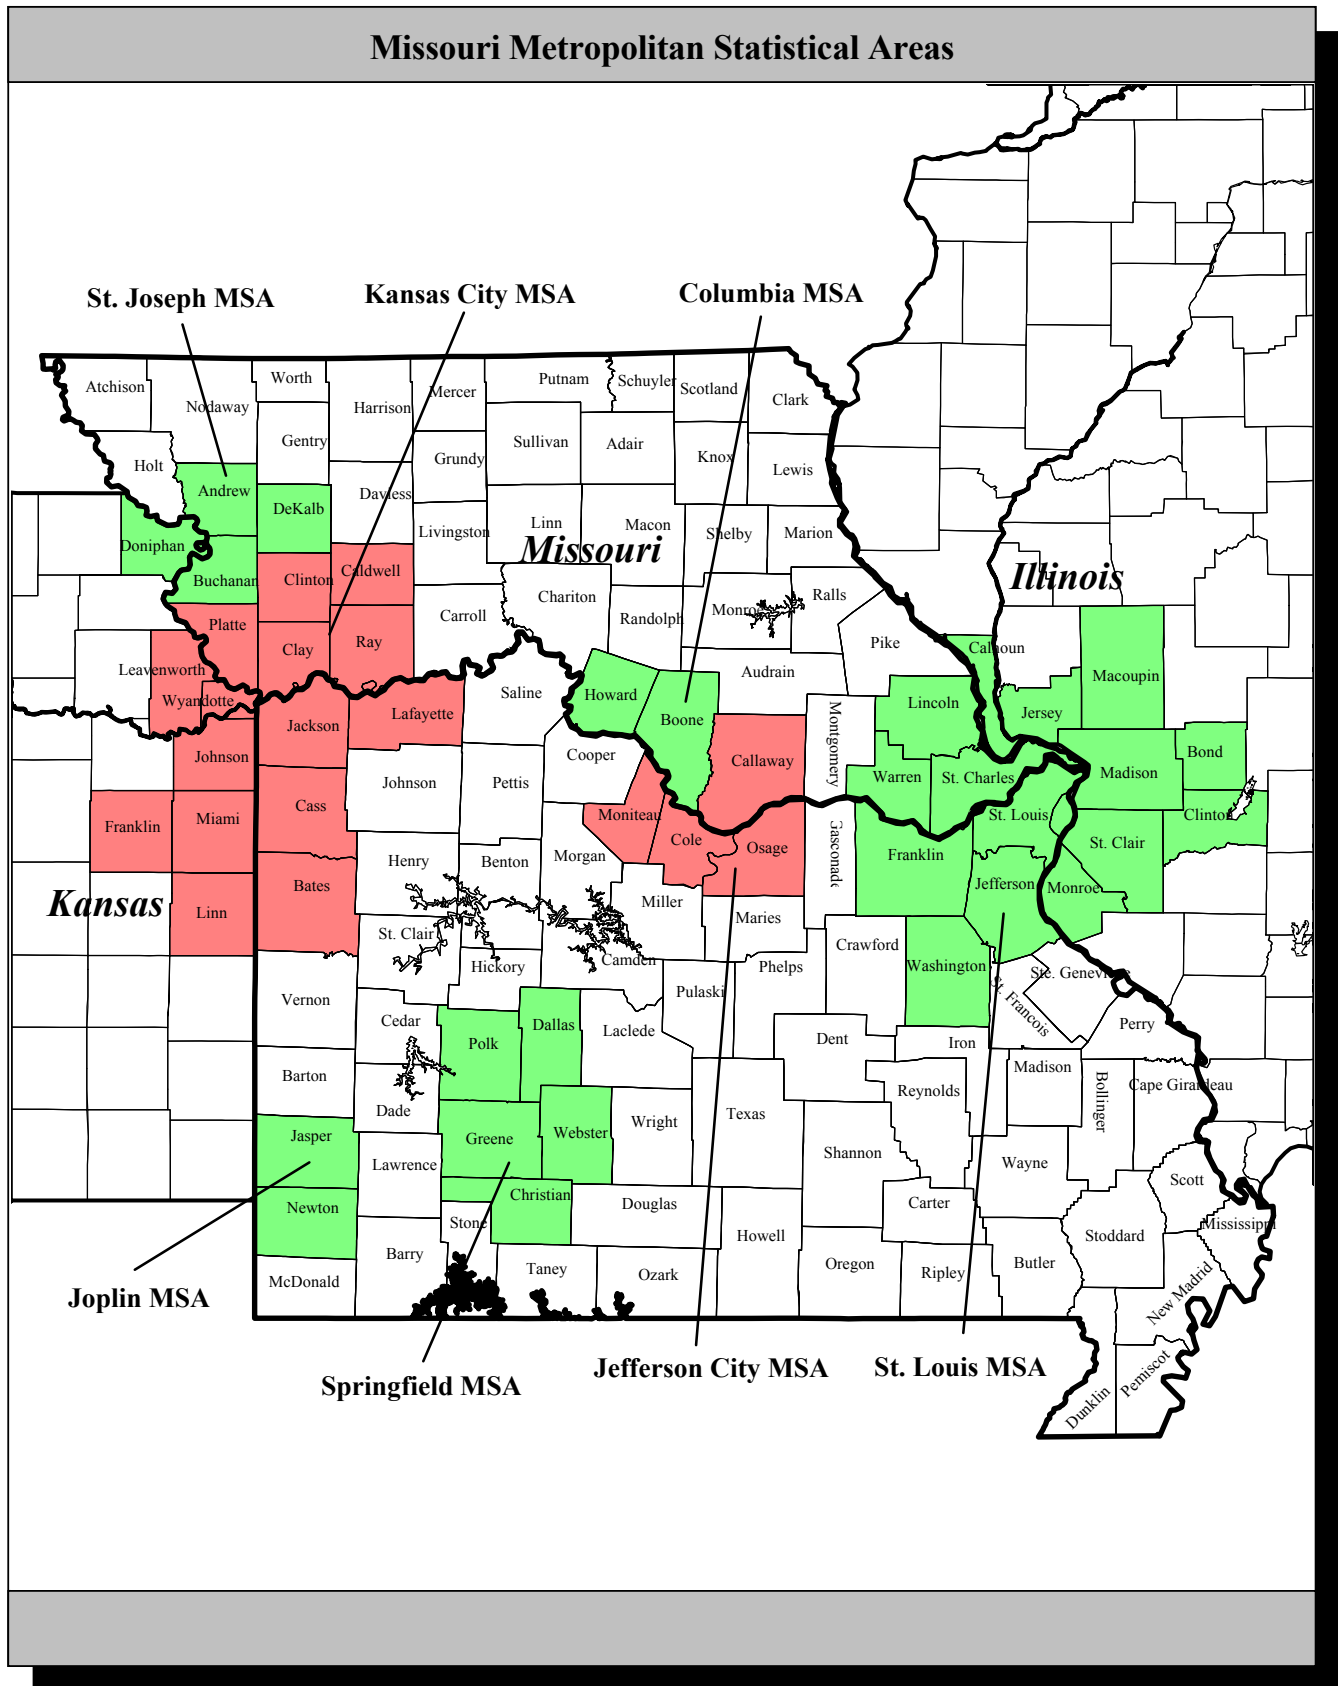 Missouri Metropolitan Statistical Areas
St. Joseph MSA
Kansas City MSA
Columbia MSA
Atchison
Nodaway
Worth
Harrison
Mercer
Putnam
Schuyler
Scotland
Clark
Holt
Andrew
Gentry
DeKalb
Daviess
Grundy
Sullivan
Adair
Knox
Lewis
Livingston
Linn
Macon
Shelby
Marion
Missouri
Illinois
Doniphan
Buchanan
Clinton
Caldwell
Carroll
Chariton
Randolph
Monroe
Ralls
Pike
Calhoun
Macoupin
Platte
Clay
Ray
Leavenworth
Wyandotte
Saline
Howard
Boone
Audrain
Lincoln
Jersey
Jackson
Lafayette
Cooper
Callaway
Montgomery
Warren
St. Charles
Madison
Bond
Johnson
Johnson
Pettis
Franklin
Miami
Cass
Moniteau
Cole
Osage
Gasconade
Franklin
St. Louis
St. Clair
Clinton
Jefferson
Monroe
Kansas
Linn
Bates
Henry
Benton
Morgan
Miller
Maries
St. Clair
Hickory
Camden
Crawford
Washington
Ste. Genevieve
St. Francois
Perry
Vernon
Cedar
Polk
Dallas
Laclede
Pulaski
Phelps
Dent
Iron
Madison
Bollinger
Cape Girardeau
Barton
Dade
Reynolds
Jasper
Lawrence
Greene
Webster
Wright
Texas
Shannon
Wayne
Scott
Newton
Stone
Christian
Douglas
Howell
Carter
Stoddard
Mississippi
McDonald
Barry
Taney
Ozark
Oregon
Ripley
Butler
New Madrid
Pemiscot
Dunklin
Joplin MSA
Springfield MSA
Jefferson City MSA
St. Louis MSA